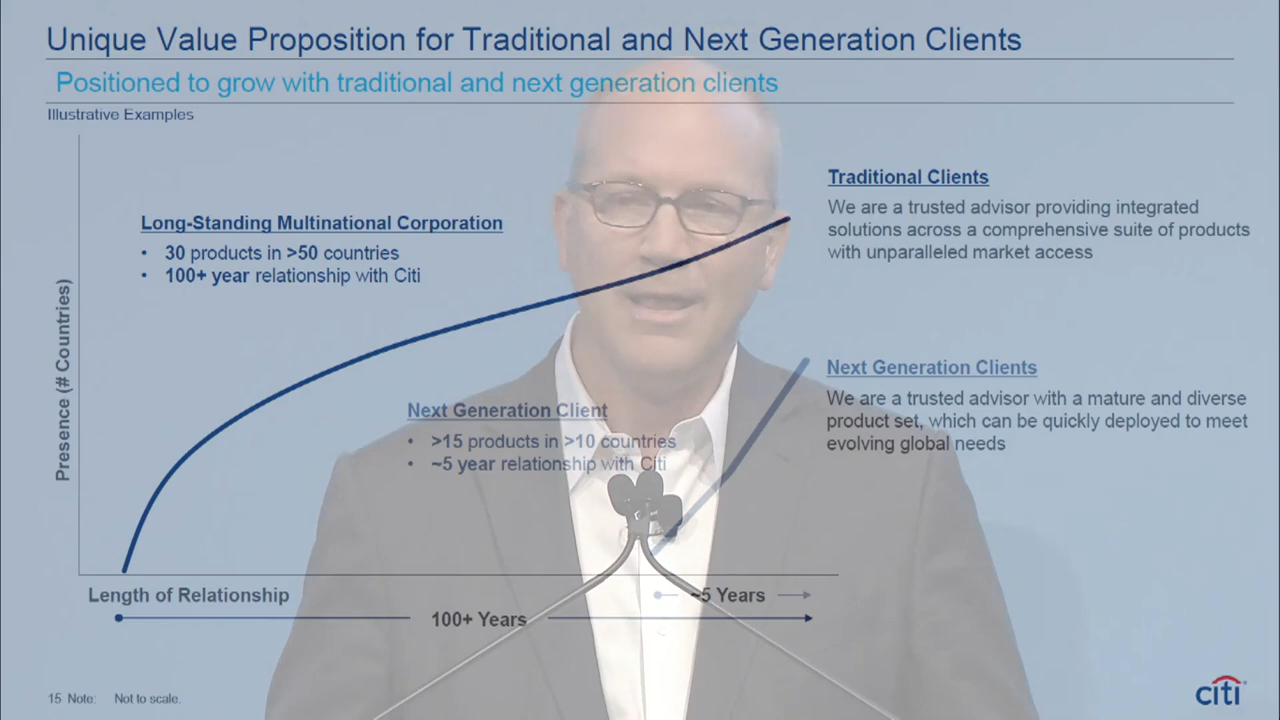 Unique Value Proposition for Traditional and Next Generation Clients
Positioned to grow with traditional and next generation clients
Illustrative Examples
Presence (# Countries)
Long-Standing Multinational Corporation
• 30 products in >50 countries
• 100+ year relationship with Citi
Traditional Clients
We are a trusted advisor providing integrated
solutions across a comprehensive suite of products
with unparalleled market access
Next Generation Client
• >15 products in >10 countries
• ~5 year relationship with Citi
Next Generation Clients
We are a trusted advisor with a mature and diverse
product set, which can be quickly deployed to meet
evolving global needs
Length of Relationship
~5 Years
100+ Years
15 Note: Not to scale.
citi